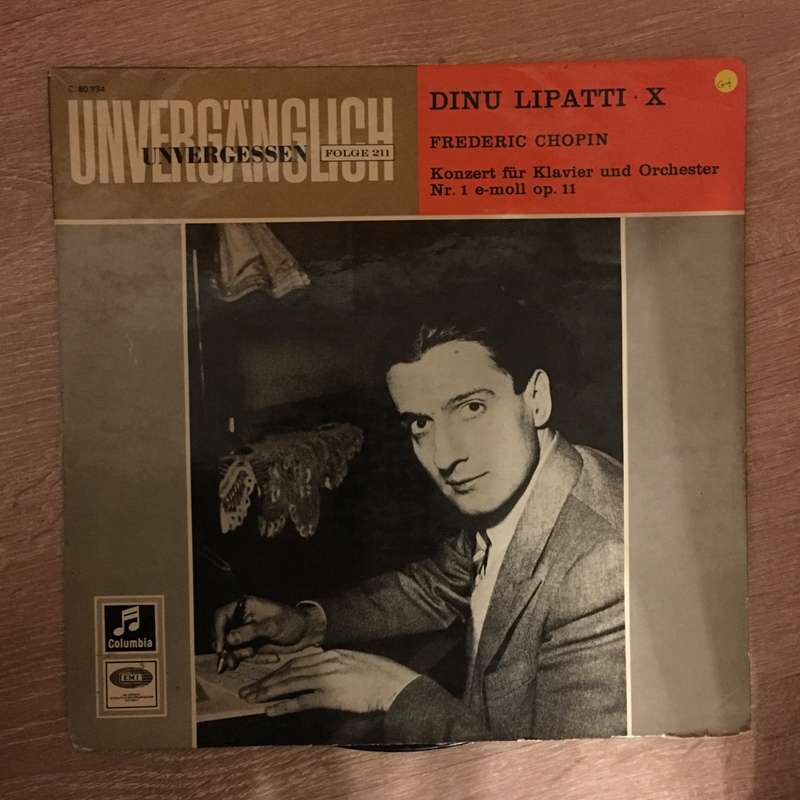 C 80 934
UNVERGÄNGLICH
UNVERGESSEN
FOLGE 211
DINU LIPATTI · X
FREDERIC CHOPIN
Konzert für Klavier und Orchester
Nr. 1 e-moll op. 11
G+
Columbia
EMI